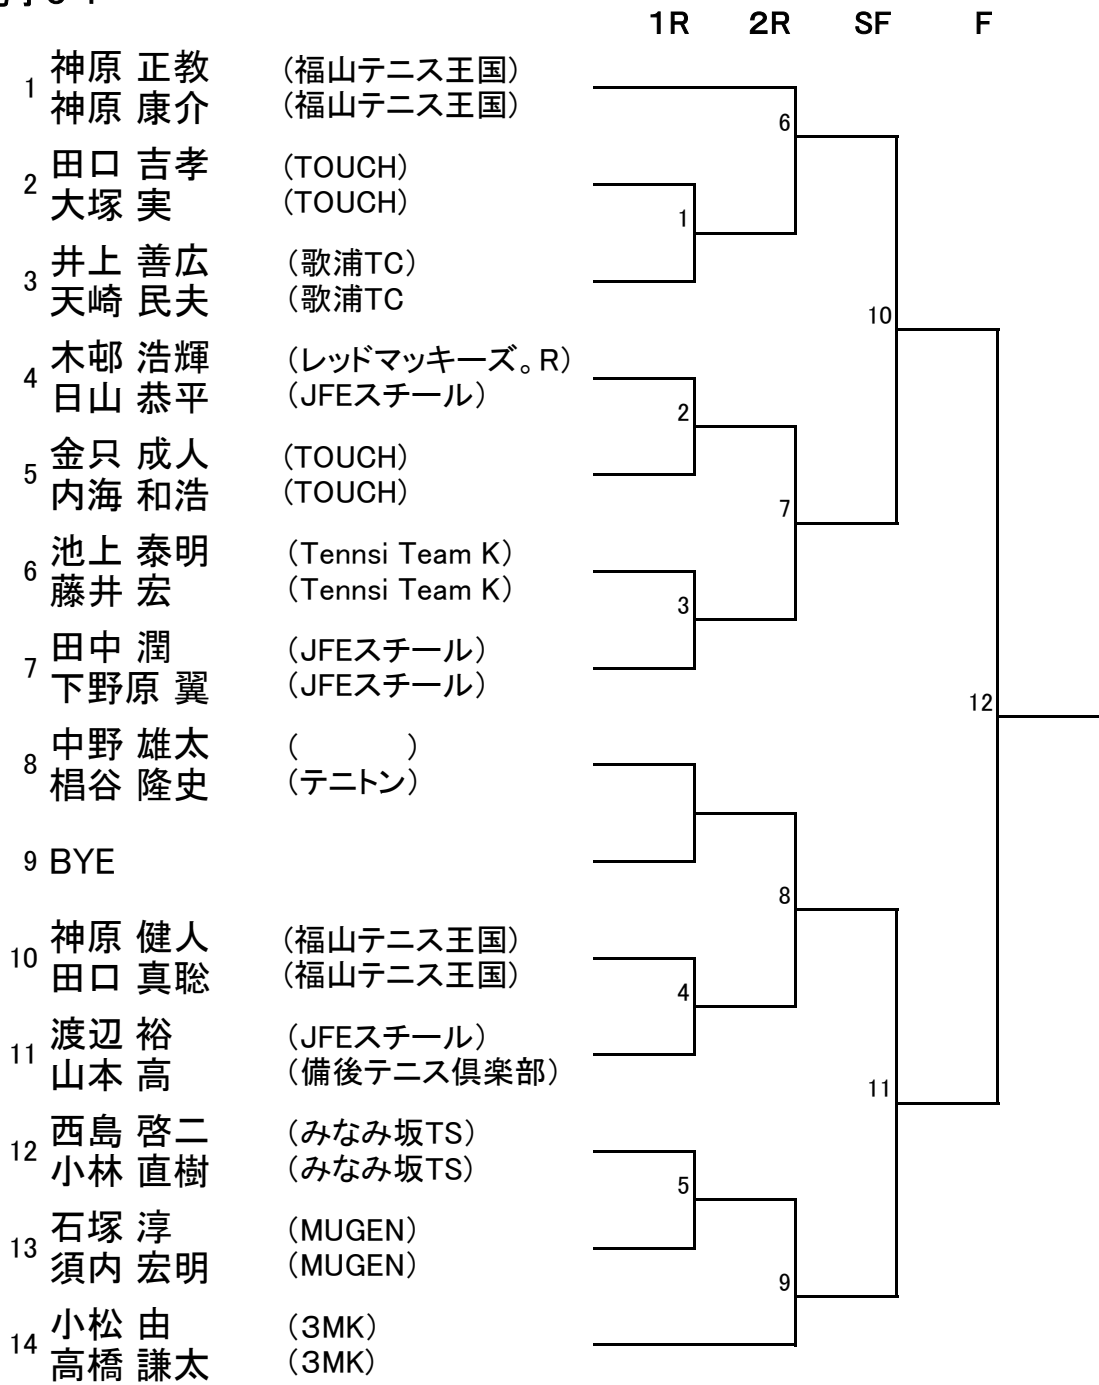 1R 2R SF F
1 神原 正教 (福山テニス王国)
神原 康介 (福山テニス王国)
6
2 田口 吉孝 (TOUCH)
大塚 実 (TOUCH)
1
3 井上 善広 (歌浦TC)
天崎 民夫 (歌浦TC
10
4 木邨 浩輝 (レッドマッキーズ。R)
日山 恭平 (JFEスチール)
2
5 金只 成人 (TOUCH)
内海 和浩 (TOUCH)
7
6 池上 泰明 (Tennsi Team K)
藤井 宏 (Tennsi Team K)
3
7 田中 潤 (JFEスチール)
下野原 翼 (JFEスチール)
12
8 中野 雄太 ( )
椙谷 隆史 (テニトン)
9 BYE
8
10 神原 健人 (福山テニス王国)
田口 真聡 (福山テニス王国)
4
11 渡辺 裕 (JFEスチール)
山本 高 (備後テニス倶楽部)
11
12 西島 啓二 (みなみ坂TS)
小林 直樹 (みなみ坂TS)
5
13 石塚 淳 (MUGEN)
須内 宏明 (MUGEN)
9
14 小松 由 (3MK)
高橋 謙太 (3MK)